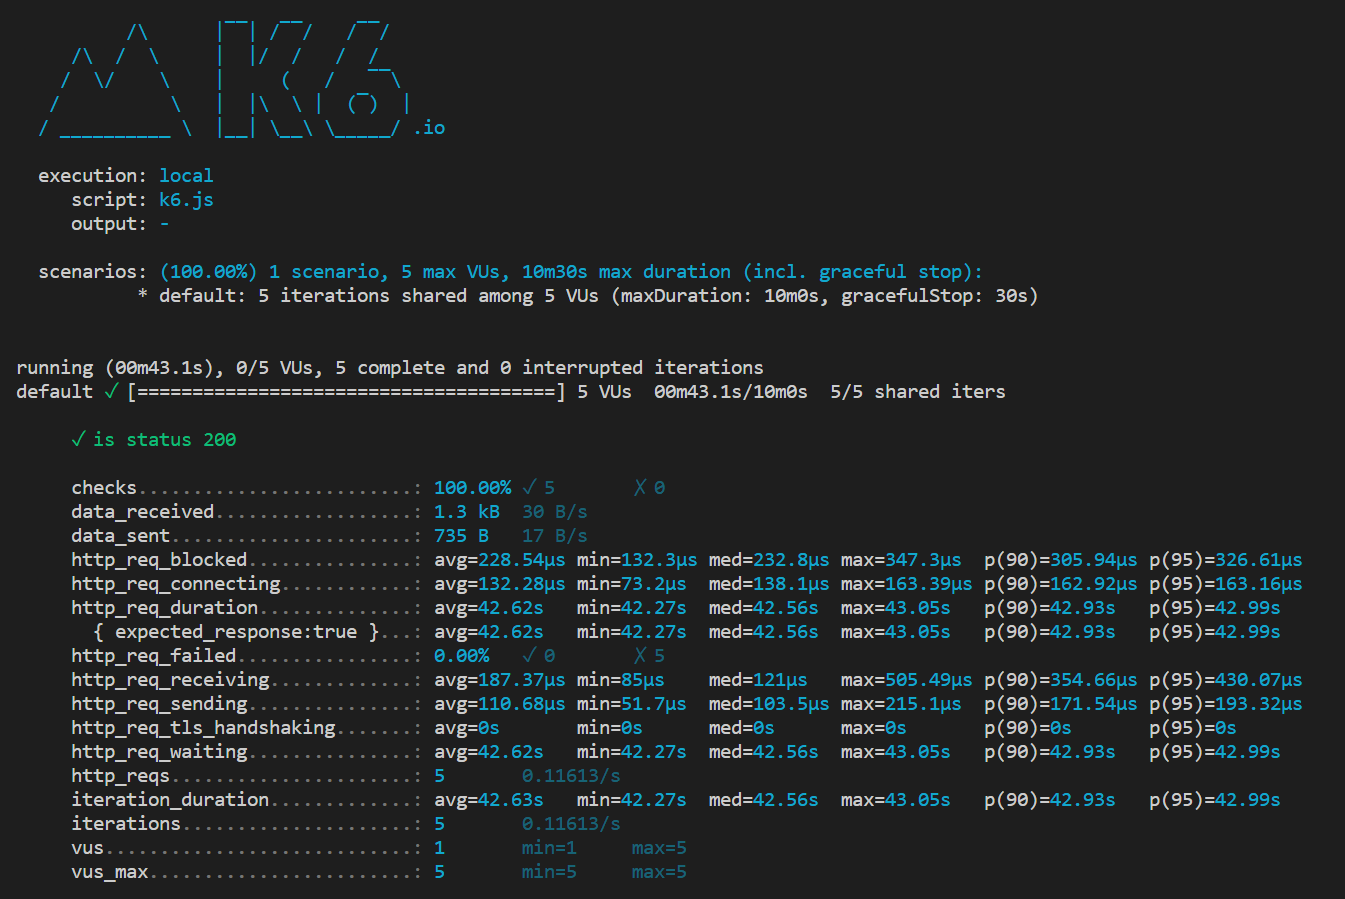 /\      |‾‾| /‾‾/   /‾‾/
     /\  /  \     |  |/  /   /  /
    /  \/    \    |     (   /   ‾‾\
   /          \   |  |\  \ |  (‾)  |
  / __________ \  |__| \__\ \_____/ .io
execution: local
script: k6.js
output: -
scenarios: (100.00%) 1 scenario, 5 max VUs, 10m30s max duration (incl. graceful stop):
* default: 5 iterations shared among 5 VUs (maxDuration: 10m0s, gracefulStop: 30s)
running (00m43.1s), 0/5 VUs, 5 complete and 0 interrupted iterations
default ✓ [======================================] 5 VUs  00m43.1s/10m0s  5/5 shared iters
✓ is status 200
checks.........................: 100.00% ✓ 5       ✗ 0
data_received..................: 1.3 kB  30 B/s
data_sent......................: 735 B   17 B/s
http_req_blocked...............: avg=228.54µs min=132.3µs med=232.8µs max=347.3µs  p(90)=305.94µs p(95)=326.61µs
http_req_connecting............: avg=132.28µs min=73.2µs  med=138.1µs max=163.39µs p(90)=162.92µs p(95)=163.16µs
http_req_duration..............: avg=42.62s   min=42.27s  med=42.56s  max=43.05s   p(90)=42.93s   p(95)=42.99s
{ expected_response:true }...: avg=42.62s   min=42.27s  med=42.56s  max=43.05s   p(90)=42.93s   p(95)=42.99s
http_req_failed................: 0.00%   ✓ 0       ✗ 5
http_req_receiving.............: avg=187.37µs min=85µs    med=121µs   max=505.49µs p(90)=354.66µs p(95)=430.07µs
http_req_sending...............: avg=110.68µs min=51.7µs  med=103.5µs max=215.1µs  p(90)=171.54µs p(95)=193.32µs
http_req_tls_handshaking.......: avg=0s       min=0s      med=0s      max=0s       p(90)=0s       p(95)=0s
http_req_waiting...............: avg=42.62s   min=42.27s  med=42.56s  max=43.05s   p(90)=42.93s   p(95)=42.99s
http_reqs......................: 5       0.11613/s
iteration_duration.............: avg=42.63s   min=42.27s  med=42.56s  max=43.05s   p(90)=42.93s   p(95)=42.99s
iterations.....................: 5       0.11613/s
vus............................: 1       min=1     max=5
vus_max........................: 5       min=5     max=5